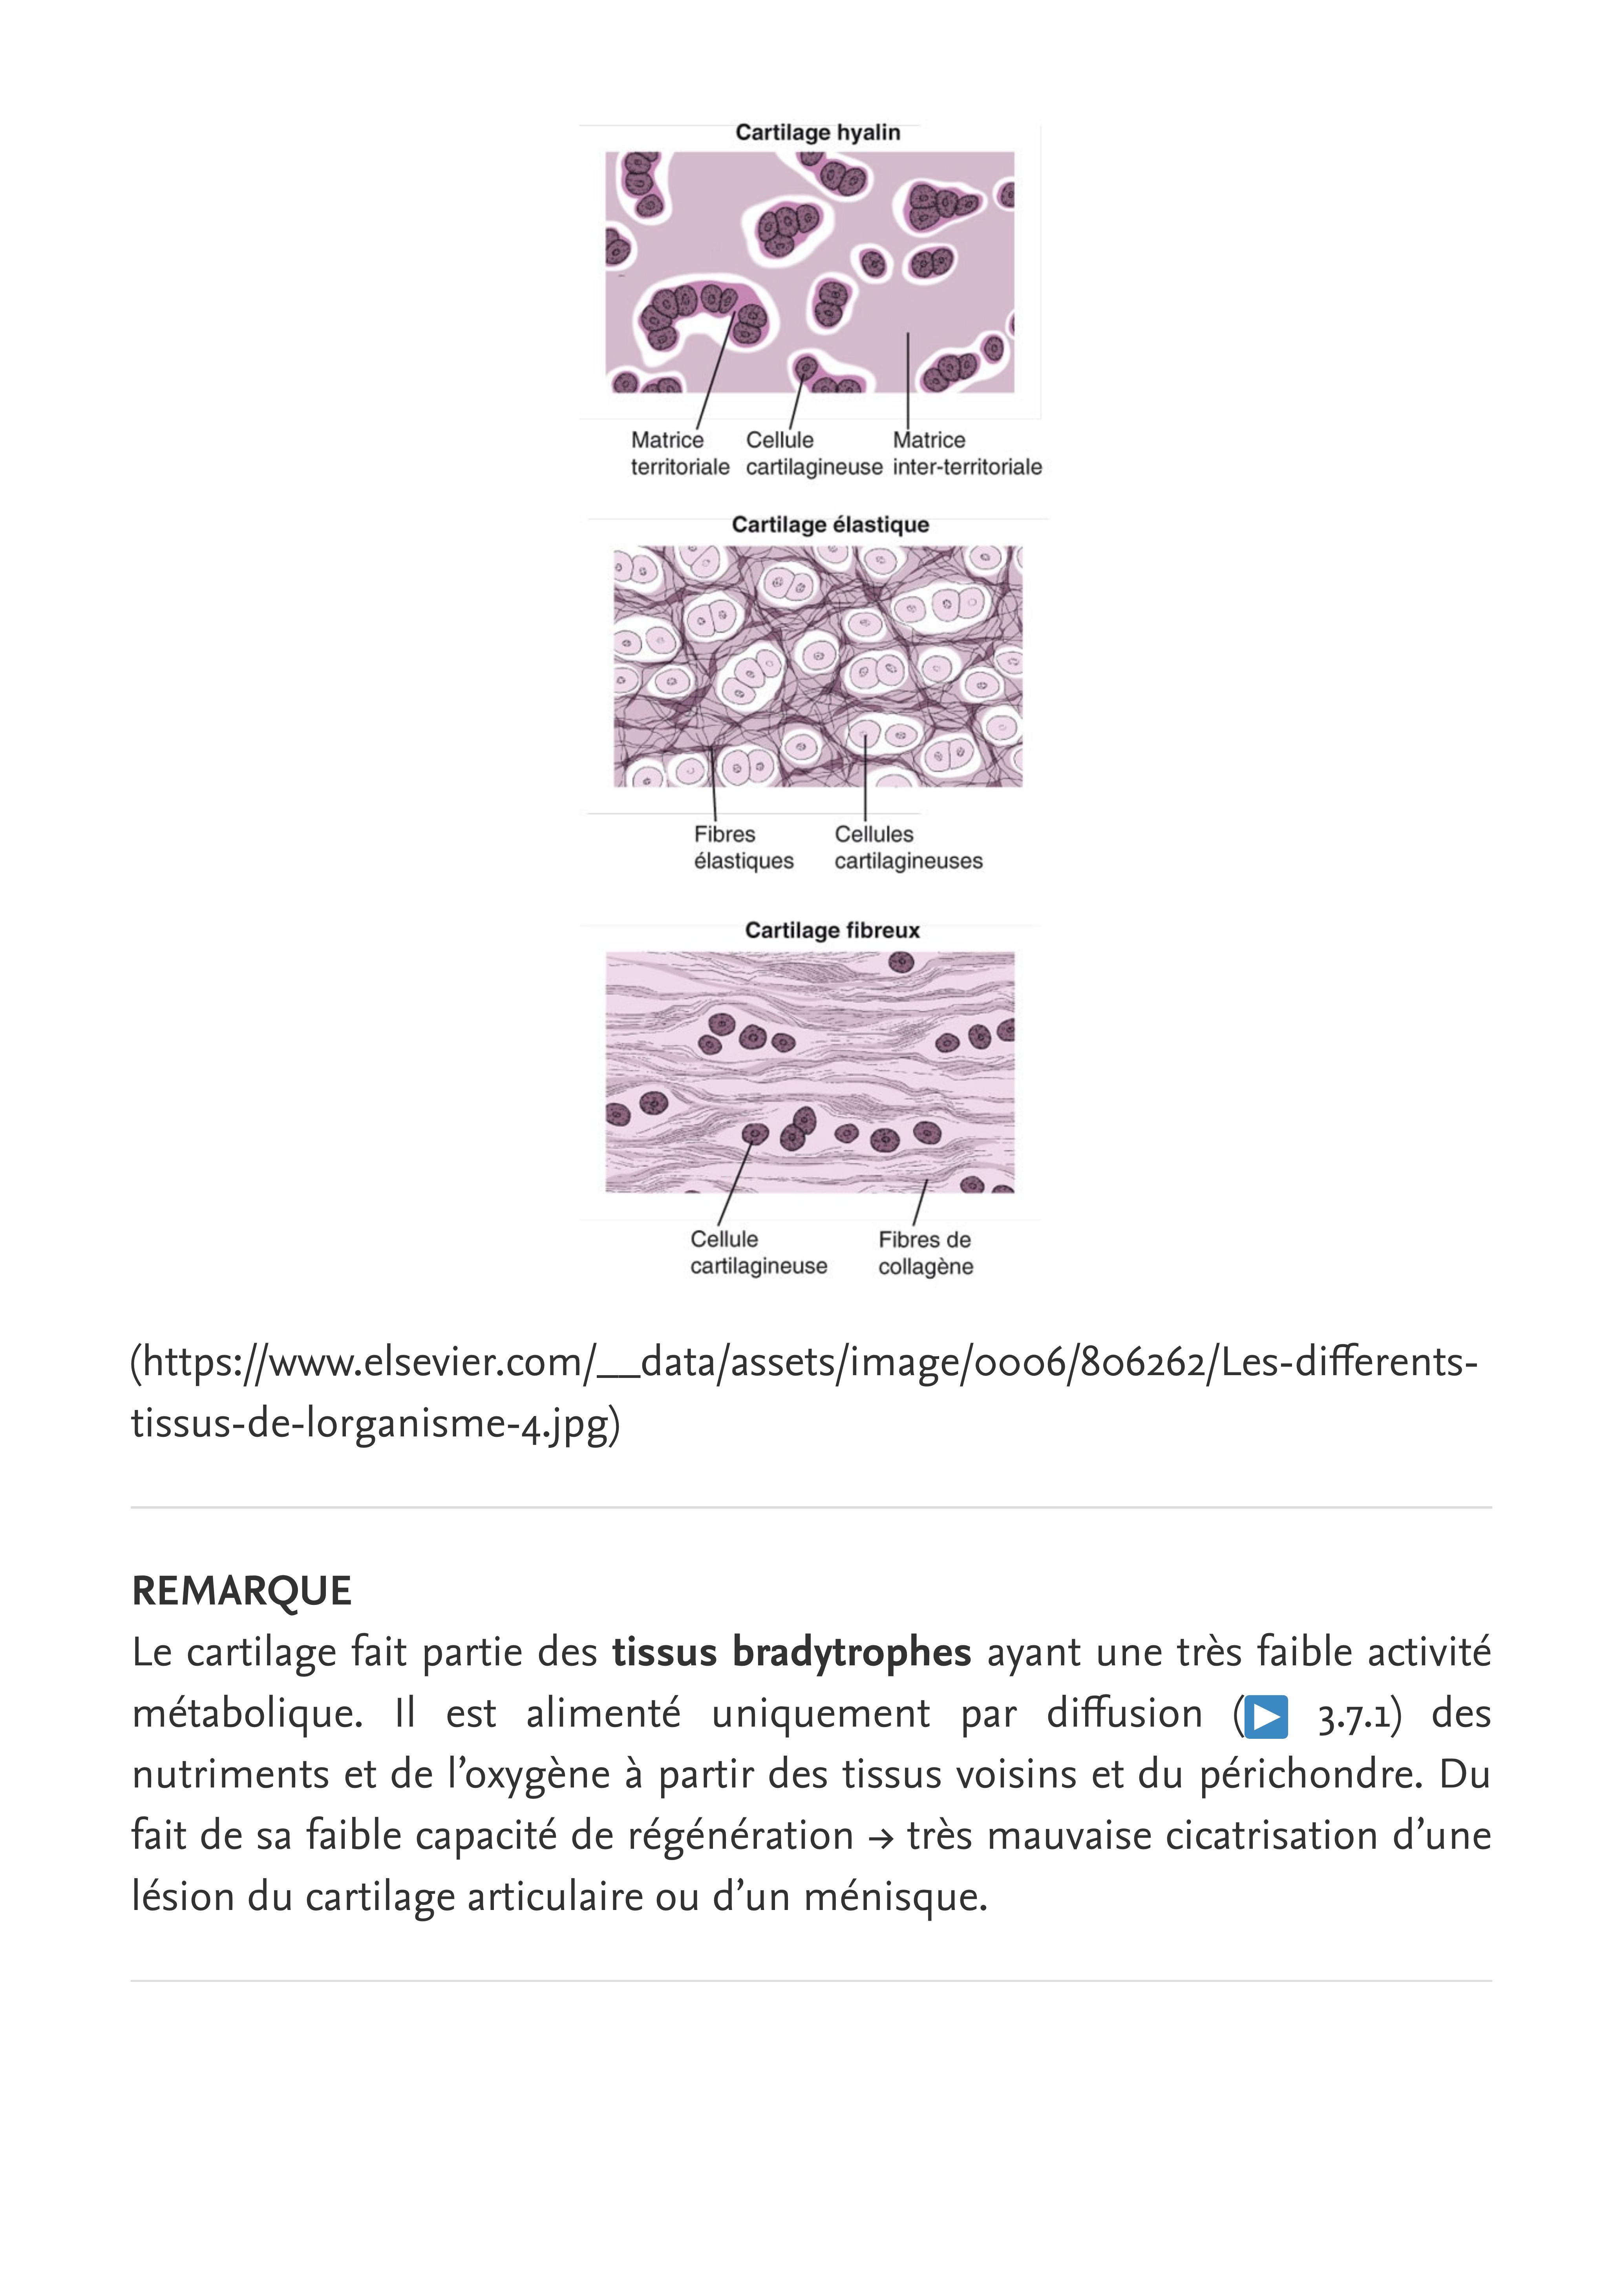 Cartilage hyalin
Matrice territoriale
Cellule cartilagineuse
Matrice inter-territoriale
Cartilage élastique
Fibres élastiques
Cellules cartilagineuses
Cartilage fibreux
Cellule cartilagineuse
Fibres de collagène
(https://www.elsevier.com/__data/assets/image/0006/806262/Les-differents-
tissus-de-lorganisme-4.jpg)
REMARQUE
Le cartilage fait partie des tissus bradytrophes ayant une très faible activité
métabolique. Il est alimenté uniquement par diffusion (▶ 3.7.1) des
nutriments et de l’oxygène à partir des tissus voisins et du périchondre. Du
fait de sa faible capacité de régénération → très mauvaise cicatrisation d’une
lésion du cartilage articulaire ou d’un ménisque.